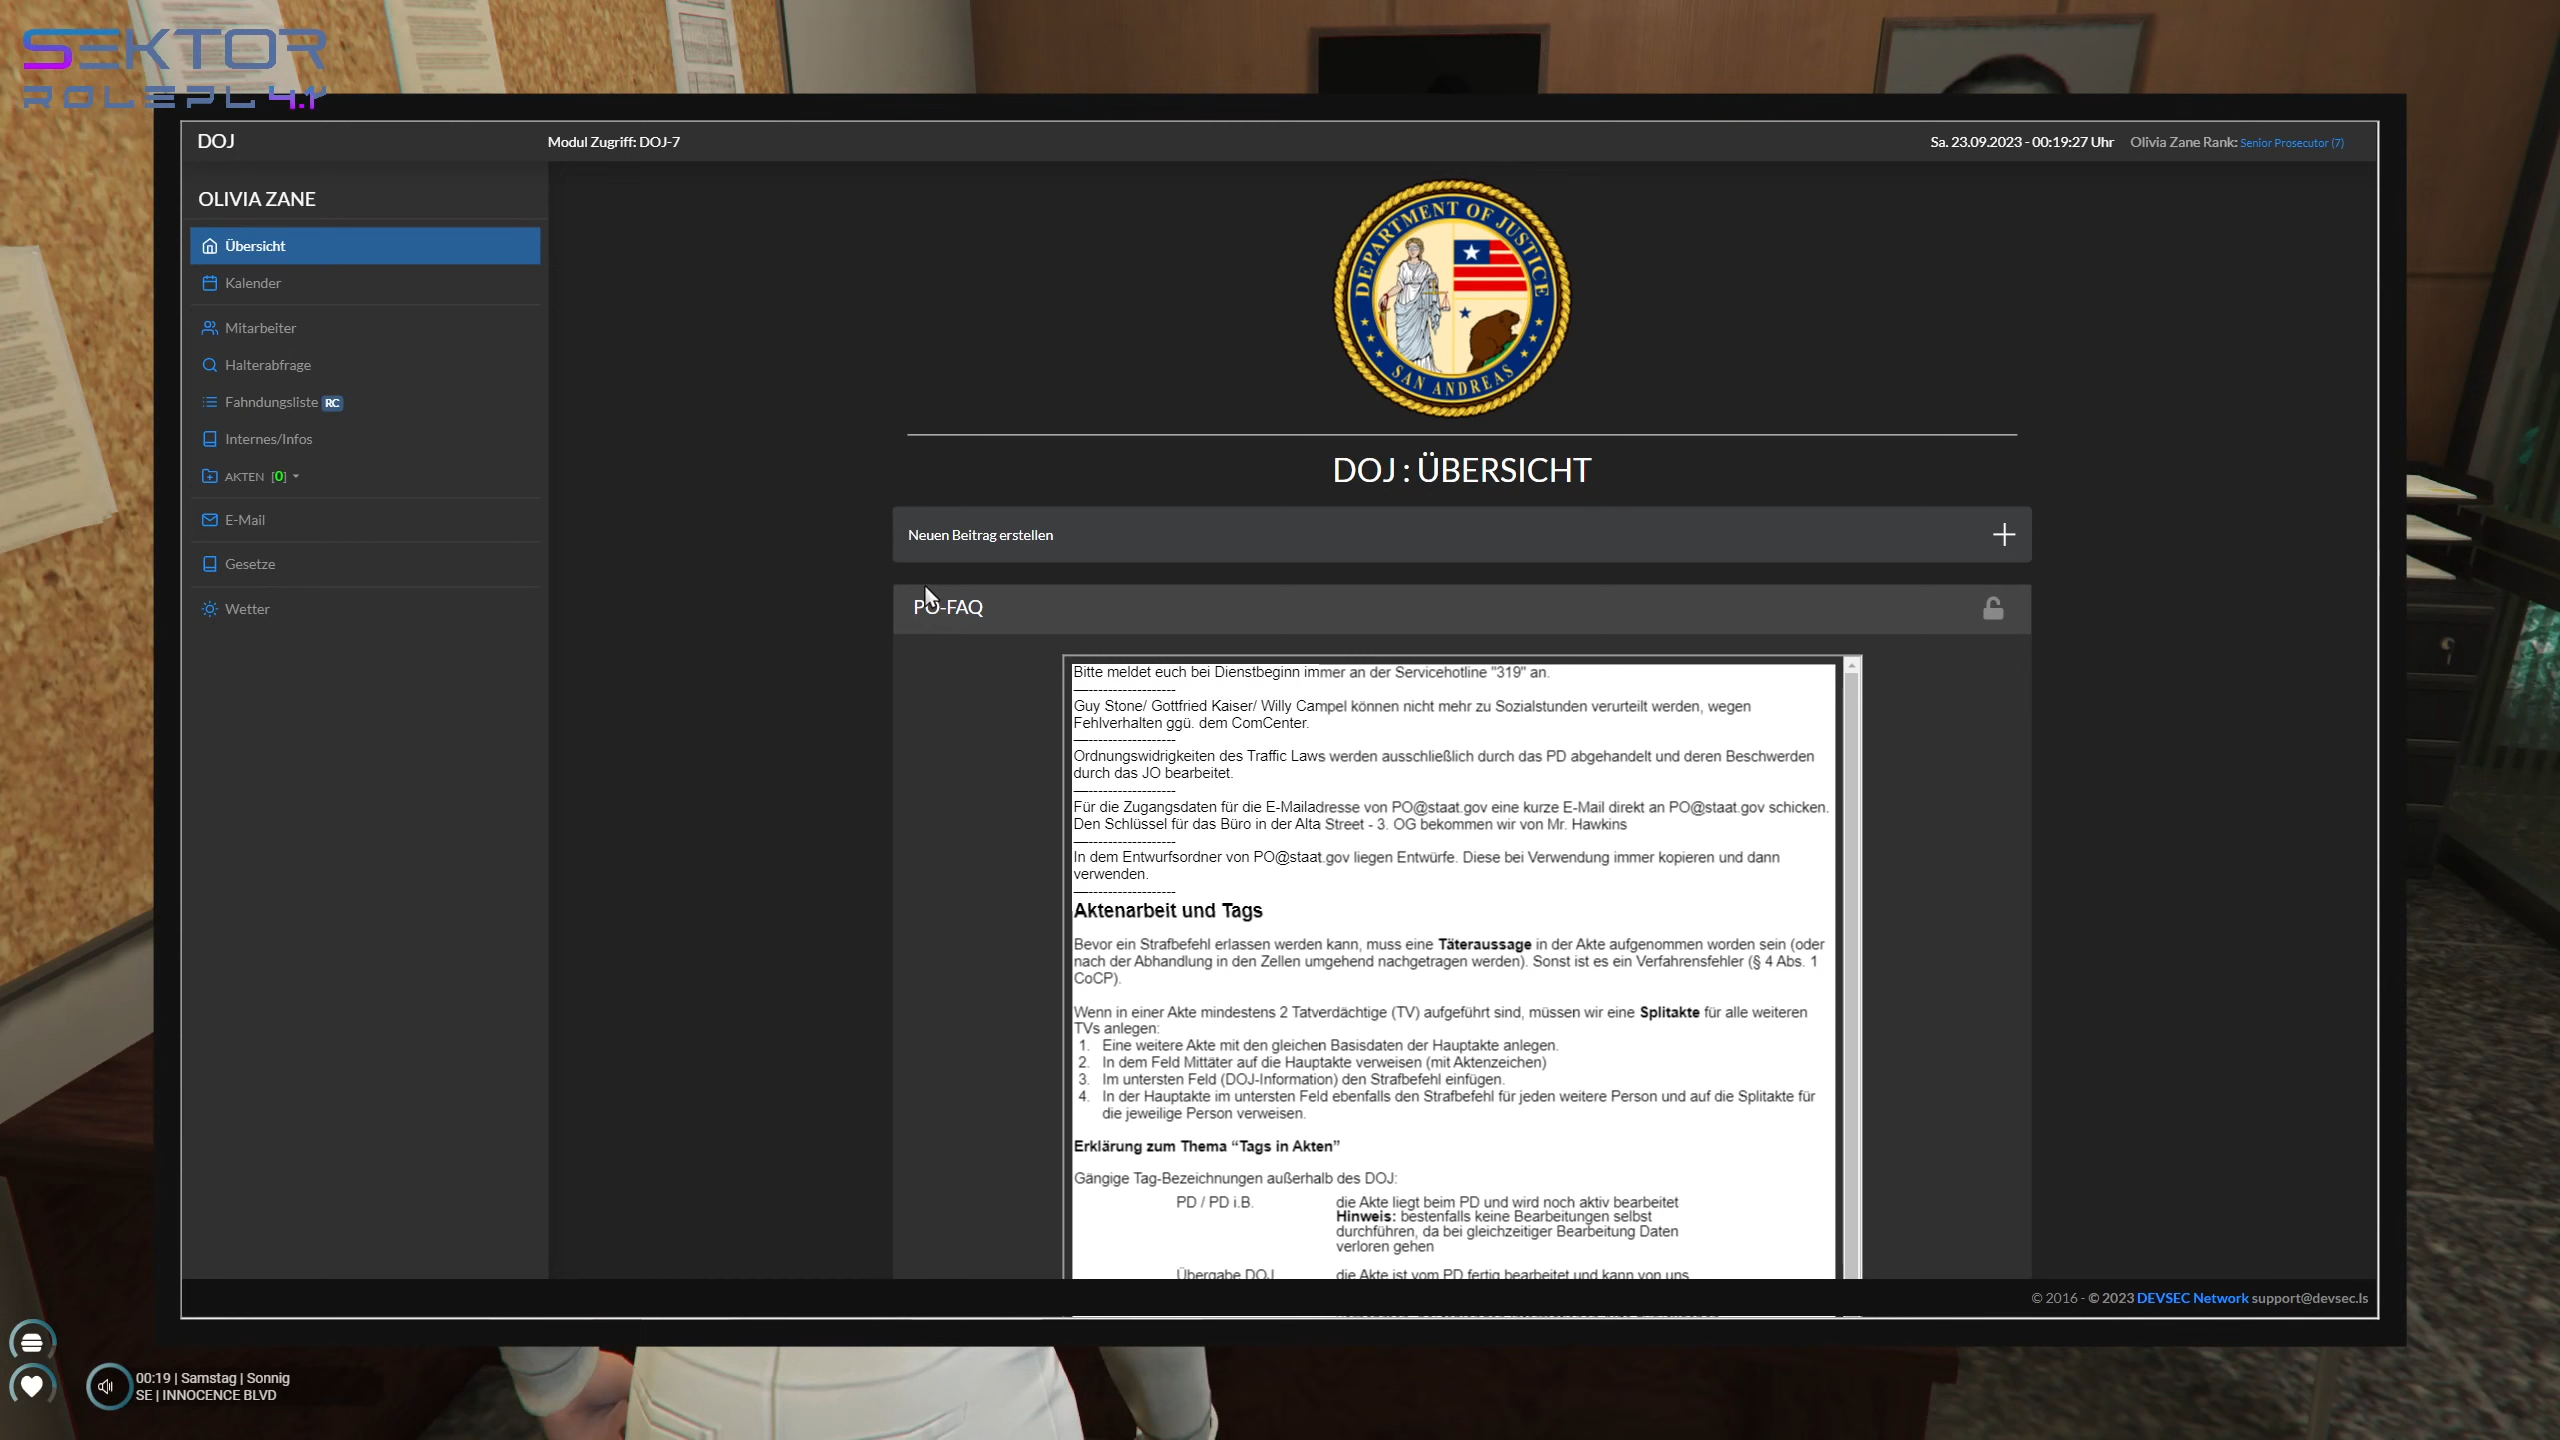 SEKTOR
ROLEPL4.Y
DOJ
Modul Zugriff: DOJ-7
Sa. 23.09.2023 - 00:19:27 Uhr
Olivia Zane Rank: Senior Prosecutor (7)
OLIVIA ZANE
Übersicht
Kalender
Mitarbeiter
Halterabfrage
Fahndungsliste RC
Internes/Infos
AKTEN [0]
E-Mail
Gesetze
Wetter
DEPARTMENT OF JUSTICE
SAN ANDREAS
DOJ : ÜBERSICHT
Neuen Beitrag erstellen
PO-FAQ
Bitte meldet euch bei Dienstbeginn immer an der Servicehotline "319" an.
—-------------------
Guy Stone/ Gottfried Kaiser/ Willy Campel können nicht mehr zu Sozialstunden verurteilt werden, wegen
Fehlverhalten ggü. dem ComCenter.
—-------------------
Ordnungswidrigkeiten des Traffic Laws werden ausschließlich durch das PD abgehandelt und deren Beschwerden
durch das JO bearbeitet.
—-------------------
Für die Zugangsdaten für die E-Mailadresse von PO@staat.gov eine kurze E-Mail direkt an PO@staat.gov schicken.
Den Schlüssel für das Büro in der Alta Street - 3. OG bekommen wir von Mr. Hawkins
—-------------------
In dem Entwurfsordner von PO@staat.gov liegen Entwürfe. Diese bei Verwendung immer kopieren und dann
verwenden.
—-------------------
Aktenarbeit und Tags
Bevor ein Strafbefehl erlassen werden kann, muss eine Täteraussage in der Akte aufgenommen worden sein (oder
nach der Abhandlung in den Zellen umgehend nachgetragen werden). Sonst ist es ein Verfahrensfehler (§ 4 Abs. 1
CoCP).
Wenn in einer Akte mindestens 2 Tatverdächtige (TV) aufgeführt sind, müssen wir eine Splitakte für alle weiteren
TVs anlegen:
1. Eine weitere Akte mit den gleichen Basisdaten der Hauptakte anlegen.
2. In dem Feld Mittäter auf die Hauptakte verweisen (mit Aktenzeichen)
3. Im untersten Feld (DOJ-Information) den Strafbefehl einfügen.
4. In der Hauptakte im untersten Feld ebenfalls den Strafbefehl für jeden weitere Person und auf die Splitakte für
die jeweilige Person verweisen.
Erklärung zum Thema “Tags in Akten”
Gängige Tag-Bezeichnungen außerhalb des DOJ:
PD / PD i.B. die Akte liegt beim PD und wird noch aktiv bearbeitet
Hinweis: bestenfalls keine Bearbeitungen selbst
durchführen, da bei gleichzeitiger Bearbeitung Daten
verloren gehen
Übergabe DOJ die Akte ist vom PD fertig bearbeitet und kann von uns
© 2016 - © 2023 DEVSEC Network support@devsec.ls
00:19 | Samstag | Sonnig
SE | INNOCENCE BLVD